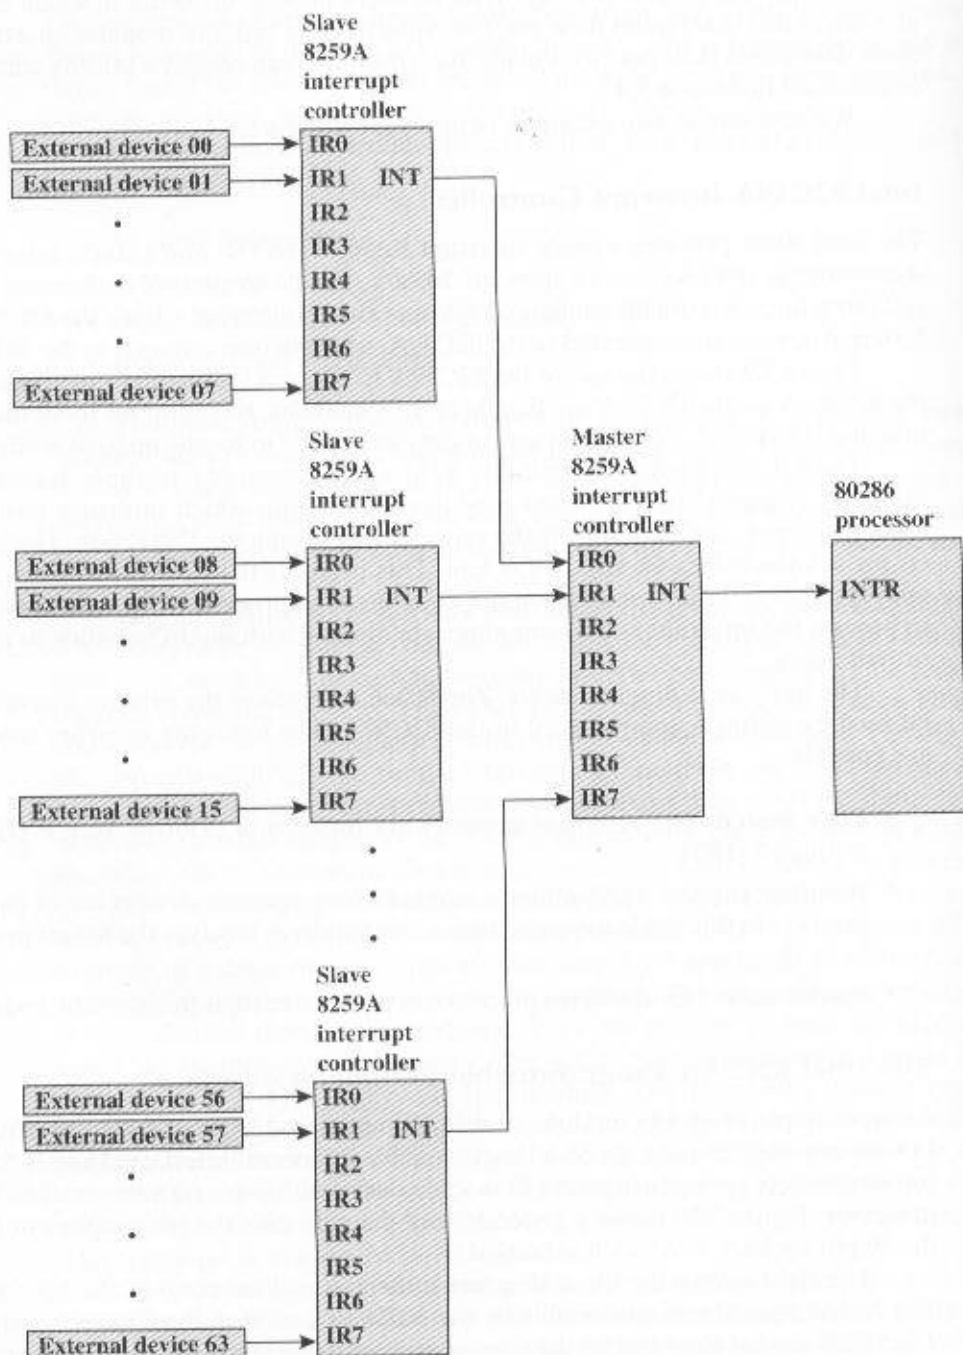 Slave
8259A
interrupt
controller
External device 00
External device 01
External device 07
IR0
IR1 INT
IR2
IR3
IR4
IR5
IR6
IR7
Slave
8259A
interrupt
controller
External device 08
External device 09
External device 15
IR0
IR1 INT
IR2
IR3
IR4
IR5
IR6
IR7
Master
8259A
interrupt
controller
IR0
IR1 INT
IR2
IR3
IR4
IR5
IR6
IR7
80286
processor
INTR
Slave
8259A
interrupt
controller
External device 56
External device 57
External device 63
IR0
IR1 INT
IR2
IR3
IR4
IR5
IR6
IR7